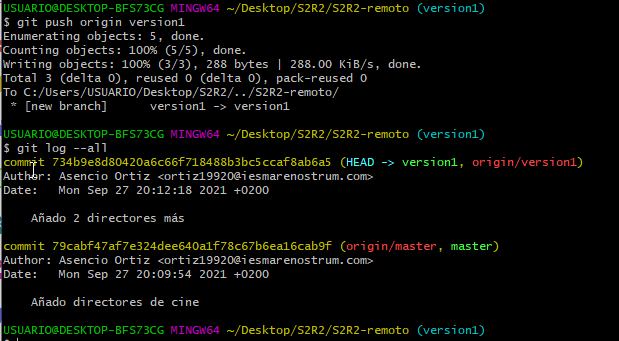 USUARIO@DESKTOP-BFS73CG MINGW64 ~/Desktop/S2R2/S2R2-remoto (version1)
$ git push origin version1
Enumerating objects: 5, done.
Counting objects: 100% (5/5), done.
Writing objects: 100% (3/3), 288 bytes | 288.00 KiB/s, done.
Total 3 (delta 0), reused 0 (delta 0), pack-reused 0
To C:/Users/USUARIO/Desktop/S2R2/../S2R2-remoto/
 * [new branch]      version1 -> version1
USUARIO@DESKTOP-BFS73CG MINGW64 ~/Desktop/S2R2/S2R2-remoto (version1)
$ git log --all
commit 734b9e8d80420a6c66f718488b3bc5ccaf8ab6a5 (HEAD -> version1, origin/version1)
Author: Asencio Ortiz <ortiz19920@iesmarenostrum.com>
Date:   Mon Sep 27 20:12:18 2021 +0200
    Añado 2 directores más
commit 79cabf47af7e324dee640a1f78c67b6ea16cab9f (origin/master, master)
Author: Asencio Ortiz <ortiz19920@iesmarenostrum.com>
Date:   Mon Sep 27 20:09:54 2021 +0200
    Añado directores de cine
USUARIO@DESKTOP-BFS73CG MINGW64 ~/Desktop/S2R2/S2R2-remoto (version1)
$